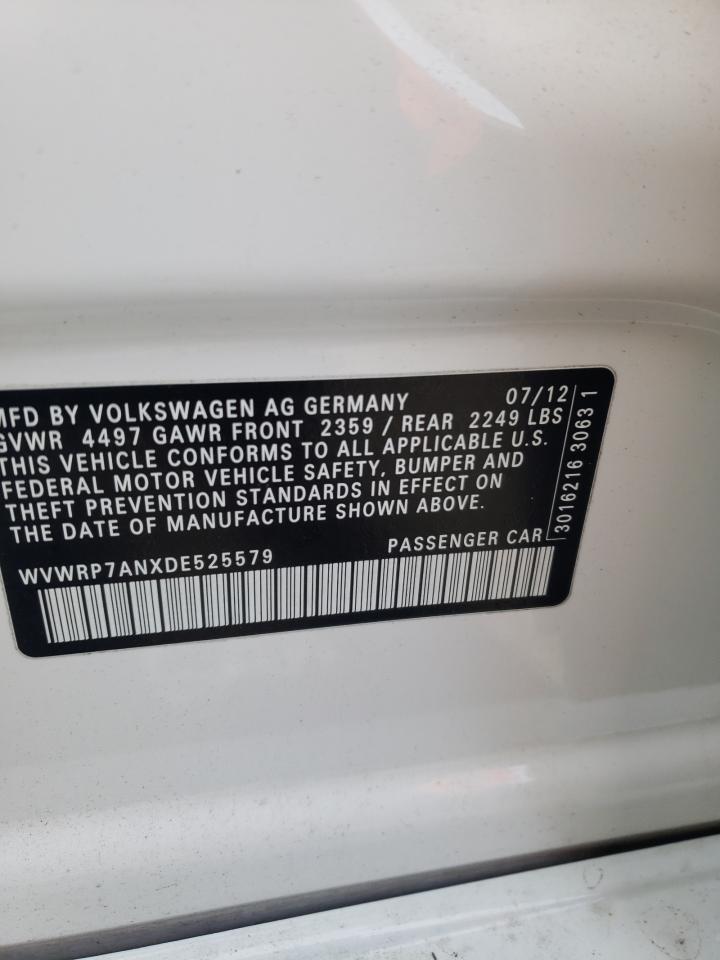 MFD BY VOLKSWAGEN AG GERMANY 07/12
GVWR 4497 GAWR FRONT 2359 / REAR 2249 LBS
THIS VEHICLE CONFORMS TO ALL APPLICABLE U.S.
FEDERAL MOTOR VEHICLE SAFETY, BUMPER AND
THEFT PREVENTION STANDARDS IN EFFECT ON
THE DATE OF MANUFACTURE SHOWN ABOVE.
WVWRP7ANXDE525579 PASSENGER CAR
3016216 3063 1